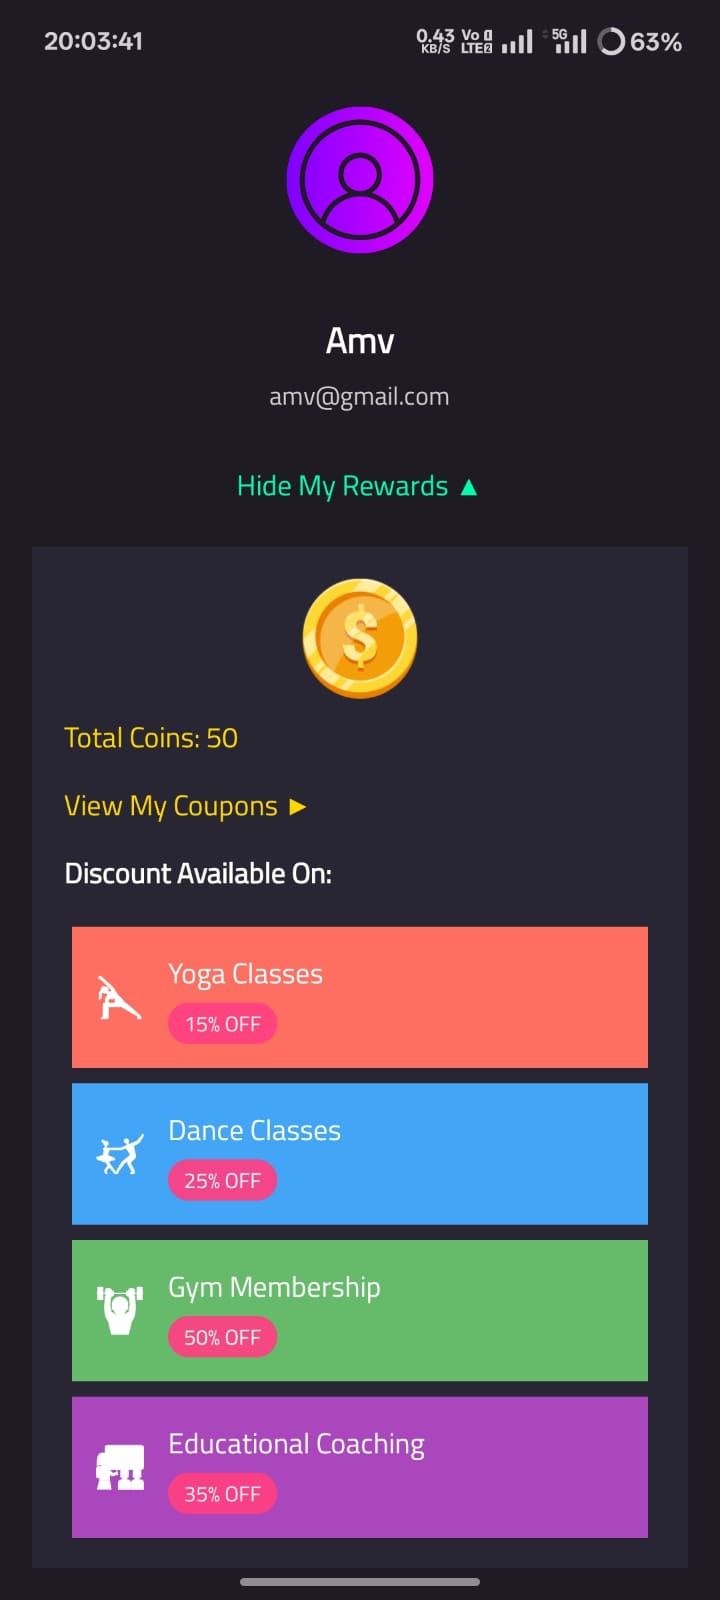 20:03:41
0.43 KB/S Vo LTE2 5G 63%
Amv
amv@gmail.com
Hide My Rewards ▲
$
Total Coins: 50
View My Coupons ►
Discount Available On:
Yoga Classes
15% OFF
Dance Classes
25% OFF
Gym Membership
50% OFF
Educational Coaching
35% OFF